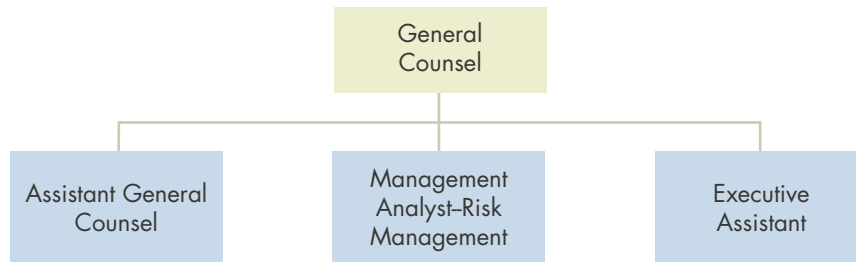 General
Counsel
Assistant General
Counsel
Management
Analyst–Risk
Management
Executive
Assistant